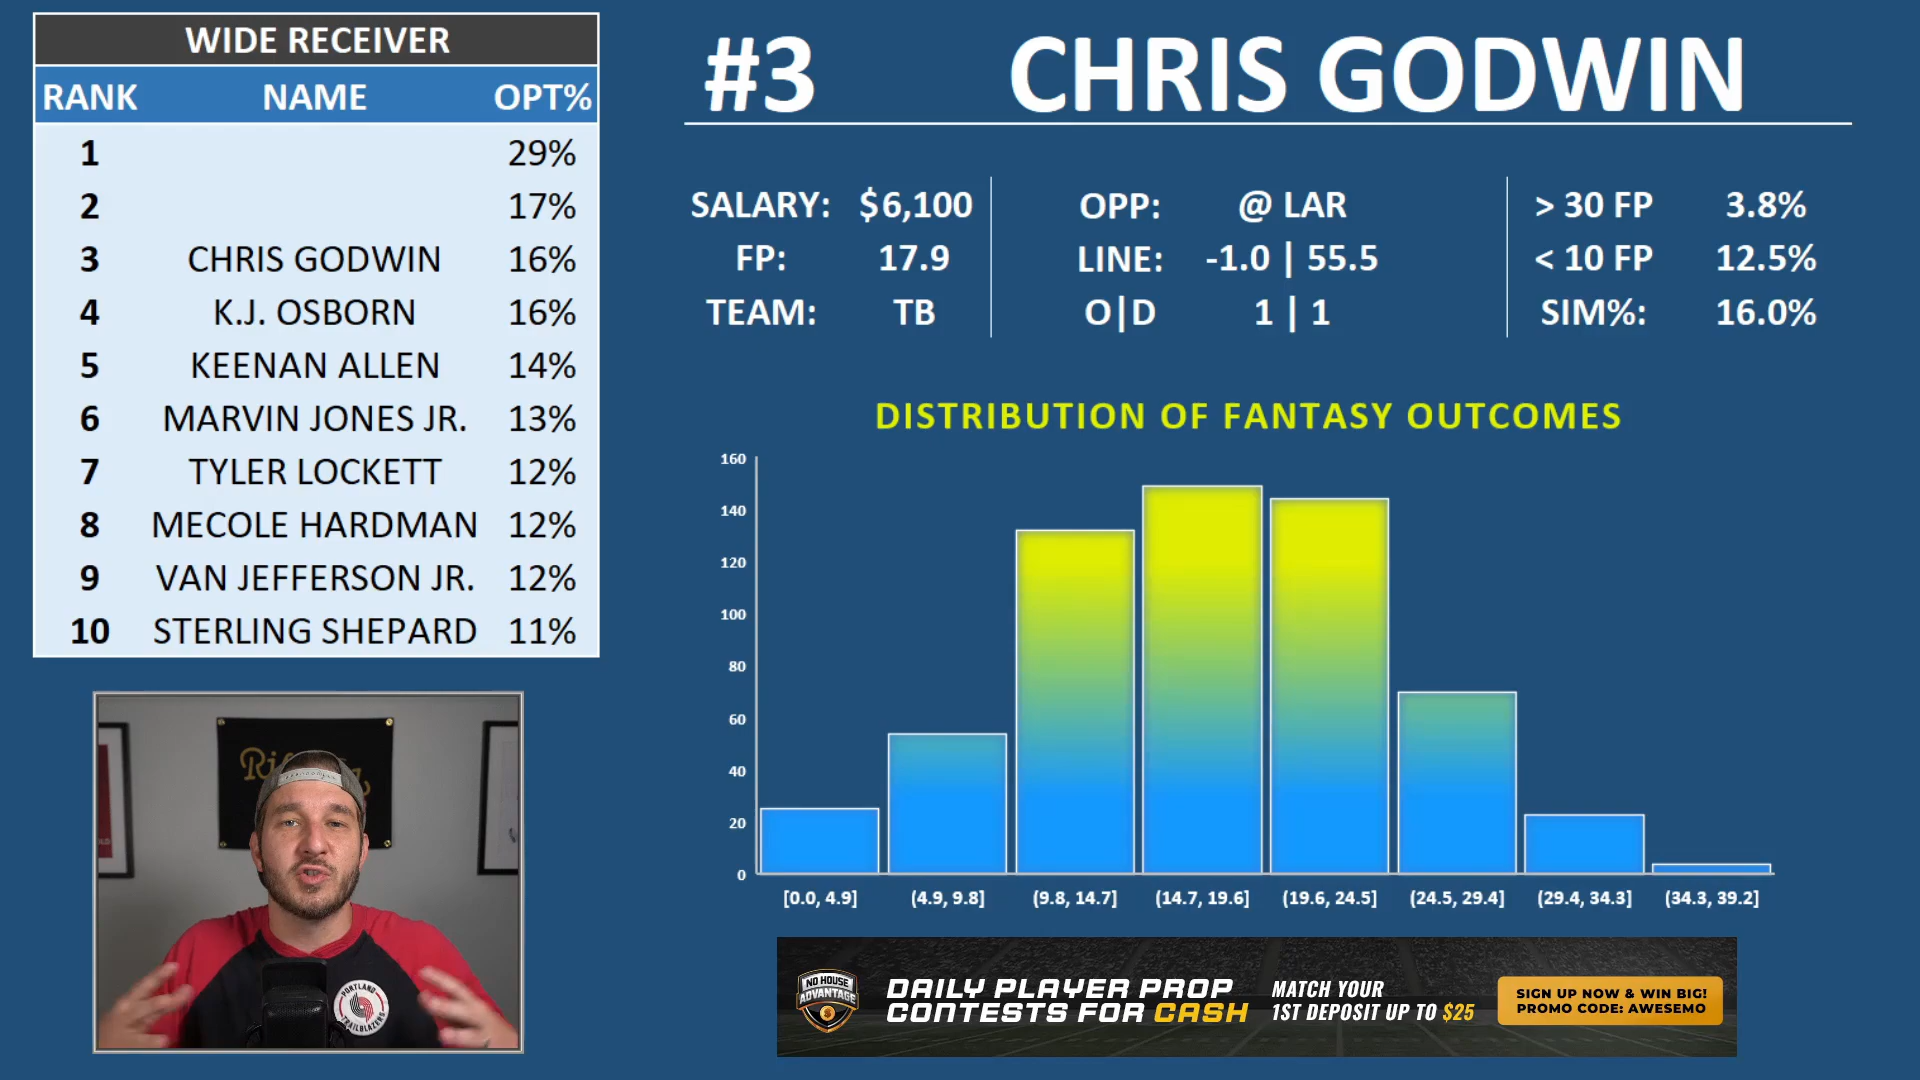 WIDE RECEIVER
RANK NAME OPT%
1 29%
2 17%
3 CHRIS GODWIN 16%
4 K.J. OSBORN 16%
5 KEENAN ALLEN 14%
6 MARVIN JONES JR. 13%
7 TYLER LOCKETT 12%
8 MECOLE HARDMAN 12%
9 VAN JEFFERSON JR. 12%
10 STERLING SHEPARD 11%
#3 CHRIS GODWIN
SALARY: $6,100 OPP: @ LAR > 30 FP 3.8%
FP: 17.9 LINE: -1.0 | 55.5 < 10 FP 12.5%
TEAM: TB O|D 1 | 1 SIM%: 16.0%
DISTRIBUTION OF FANTASY OUTCOMES
160
140
120
100
80
60
40
20
0
[0.0, 4.9] (4.9, 9.8] (9.8, 14.7] (14.7, 19.6] (19.6, 24.5] (24.5, 29.4] (29.4, 34.3] (34.3, 39.2]
PORTLAND
TRAIL BLAZERS
NO HOUSE
ADVANTAGE
DAILY PLAYER PROP
CONTESTS FOR CASH
MATCH YOUR
1ST DEPOSIT UP TO $25
SIGN UP NOW & WIN BIG!
PROMO CODE: AWESEMO